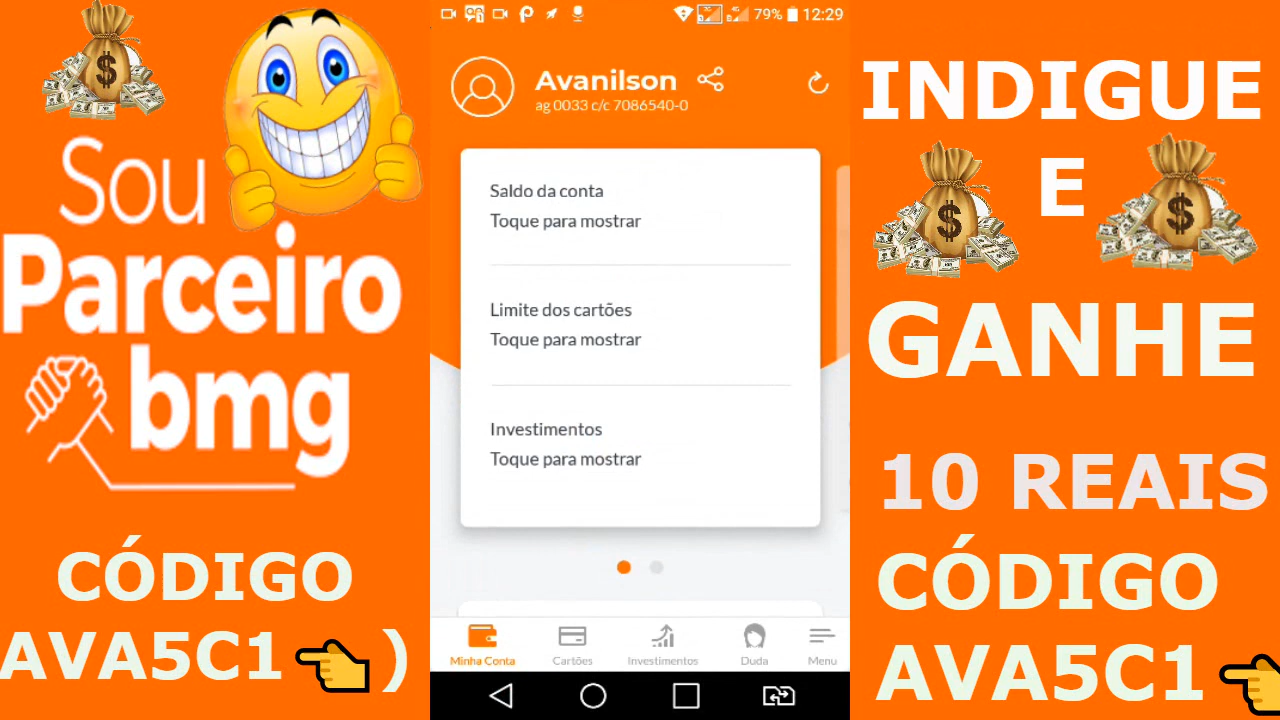 Sou
Parceiro
bmg
CÓDIGO
AVA5C1 )
79% 12:29
Avanilson
ag 0033 c/c 7086540-0
Saldo da conta
Toque para mostrar
Limite dos cartões
Toque para mostrar
Investimentos
Toque para mostrar
Minha Conta
Cartões
Investimentos
Duda
Menu
INDIGUE
E
GANHE
10 REAIS
CÓDIGO
AVA5C1